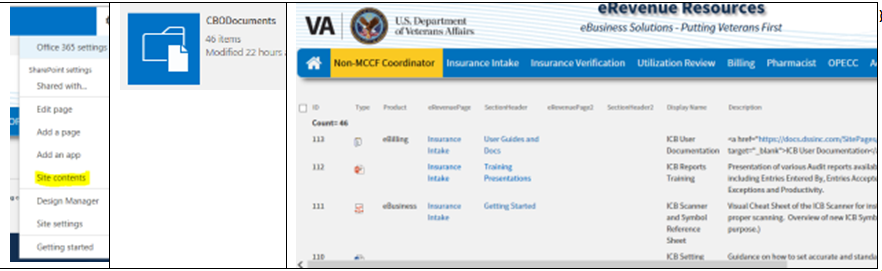 Office 365 settings
SharePoint settings
Shared with...
Edit page
Add a page
Add an app
Site contents
Design Manager
Site settings
Getting started
CBODocuments
46 items
Modified 22 hours
VA
U.S. Department
of Veterans Affairs
eRevenue Resources
eBusiness Solutions - Putting Veterans First
Non-MCCF Coordinator Insurance Intake Insurance Verification Utilization Review Billing Pharmacist OPECC
ID Type Product eRevenuePage SectionHeader eRevenuePage2 SectionHeader2 Display Name Description
Count= 46
113 eBilling Insurance User Guides and ICB User <a href="https://docs.dssinc.com/SitePages/
Intake Docs Documentation target="_blank">ICB User Documentation</
112 Insurance Training ICB Reports Presentation of various Audit reports availa
Intake Presentations Training including Entries Entered By, Entries Accept
Exceptions and Productivity.
111 eBusiness Insurance Getting Started ICB Scanner Visual Cheat Sheet of the ICB Scanner for ins
Intake and Symbol proper scanning. Overview of new ICB Symb
Reference purpose.)
Sheet
110 ICB Setting Guidance on how to set accurate and standa